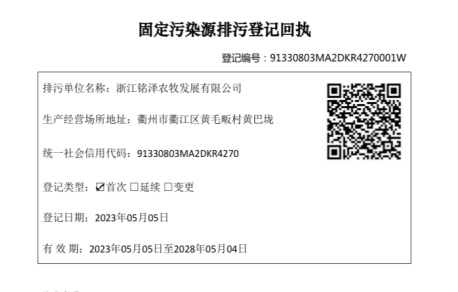 固定污染源排污登记回执
登记编号：91330803MA2DKR4270001W
排污单位名称：浙江铭泽农牧发展有限公司
生产经营场所地址：衢州市衢江区黄毛畈村黄巴垅
统一社会信用代码：91330803MA2DKR4270
登记类型：☑首次 □延续 □变更
登记日期：2023年05月05日
有 效 期：2023年05月05日至2028年05月04日